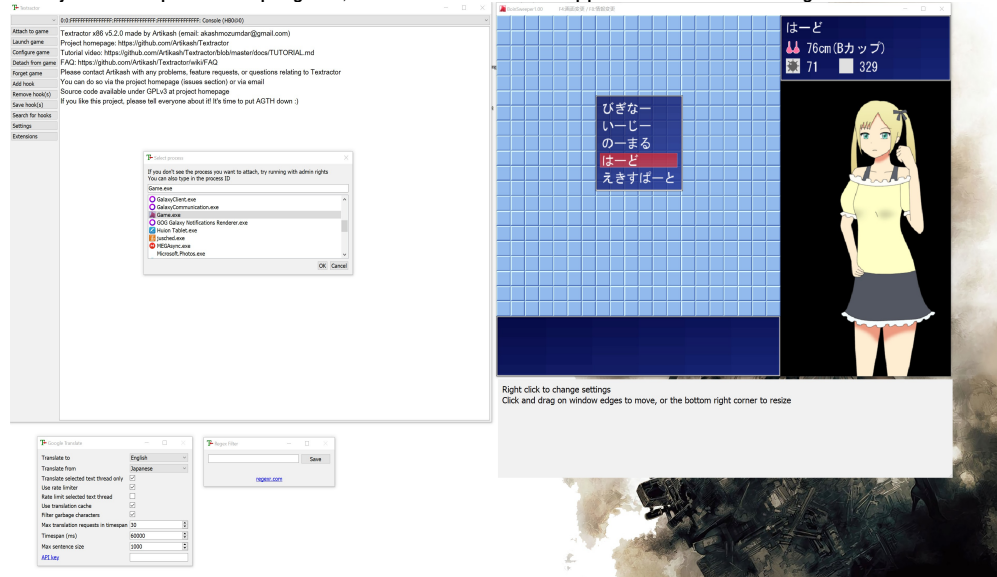 Textractor
0:0:FFFFFFFFFFFFFFFF:FFFFFFFFFFFFFFFF:FFFFFFFFFFFFFFFF: Console (HB0@0)
Attach to game
Launch game
Configure game
Detach from game
Forget game
Add hook
Remove hook(s)
Save hook(s)
Search for hooks
Settings
Extensions
Textractor x86 v5.2.0 made by Artikash (email: akashmozumdar@gmail.com)
Project homepage: https://github.com/Artikash/Textractor
Tutorial video: https://github.com/Artikash/Textractor/blob/master/docs/TUTORIAL.md
FAQ: https://github.com/Artikash/Textractor/wiki/FAQ
Please contact Artikash with any problems, feature requests, or questions relating to Textractor
You can do so via the project homepage (issues section) or via email
Source code available under GPLv3 at project homepage
If you like this project, please tell everyone about it! It's time to put AGTH down :)
Select process
If you don't see the process you want to attach, try running with admin rights
You can also type in the process ID
Game.exe
GalaxyClient.exe
GalaxyCommunication.exe
Game.exe
GOG Galaxy Notifications Renderer.exe
Huion Tablet.exe
jusched.exe
MEGAsync.exe
Microsoft.Photos.exe
OK
Cancel
Google Translate
Translate to
English
Translate from
Japanese
Translate selected text thread only
Use rate limiter
Rate limit selected text thread
Use translation cache
Filter garbage characters
Max translation requests in timespan
30
Timespan (ms)
60000
Max sentence size
1000
API key
Regex Filter
Save
regexr.com
びぎなー
いーじー
のーまる
はーど
えきすぱーと
はーど
76cm(Bカップ)
71
329
Right click to change settings
Click and drag on window edges to move, or the bottom right corner to resize